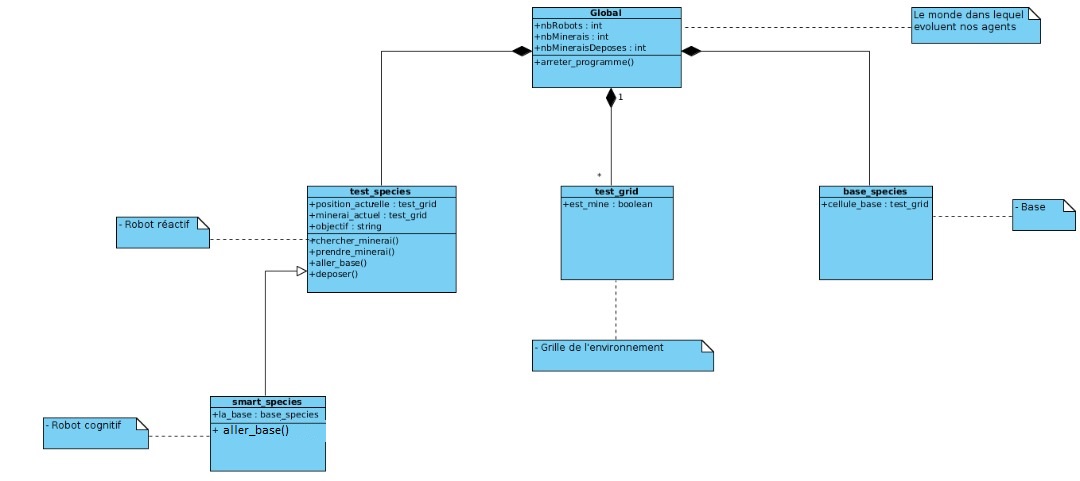 Global
+nbRobots : int
+nbMinerais : int
+nbMineraisDeposes : int
+arreter_programme()
Le monde dans lequel
evoluent nos agents
1
*
test_species
+position_actuelle : test_grid
+minerai_actuel : test_grid
+objectif : string
+chercher_minerai()
+prendre_minerai()
+aller_base()
+deposer()
- Robot réactif
test_grid
+est_mine : boolean
base_species
+cellule_base : test_grid
- Base
- Grille de l'environnement
smart_species
+la_base : base_species
+ aller_base()
- Robot cognitif